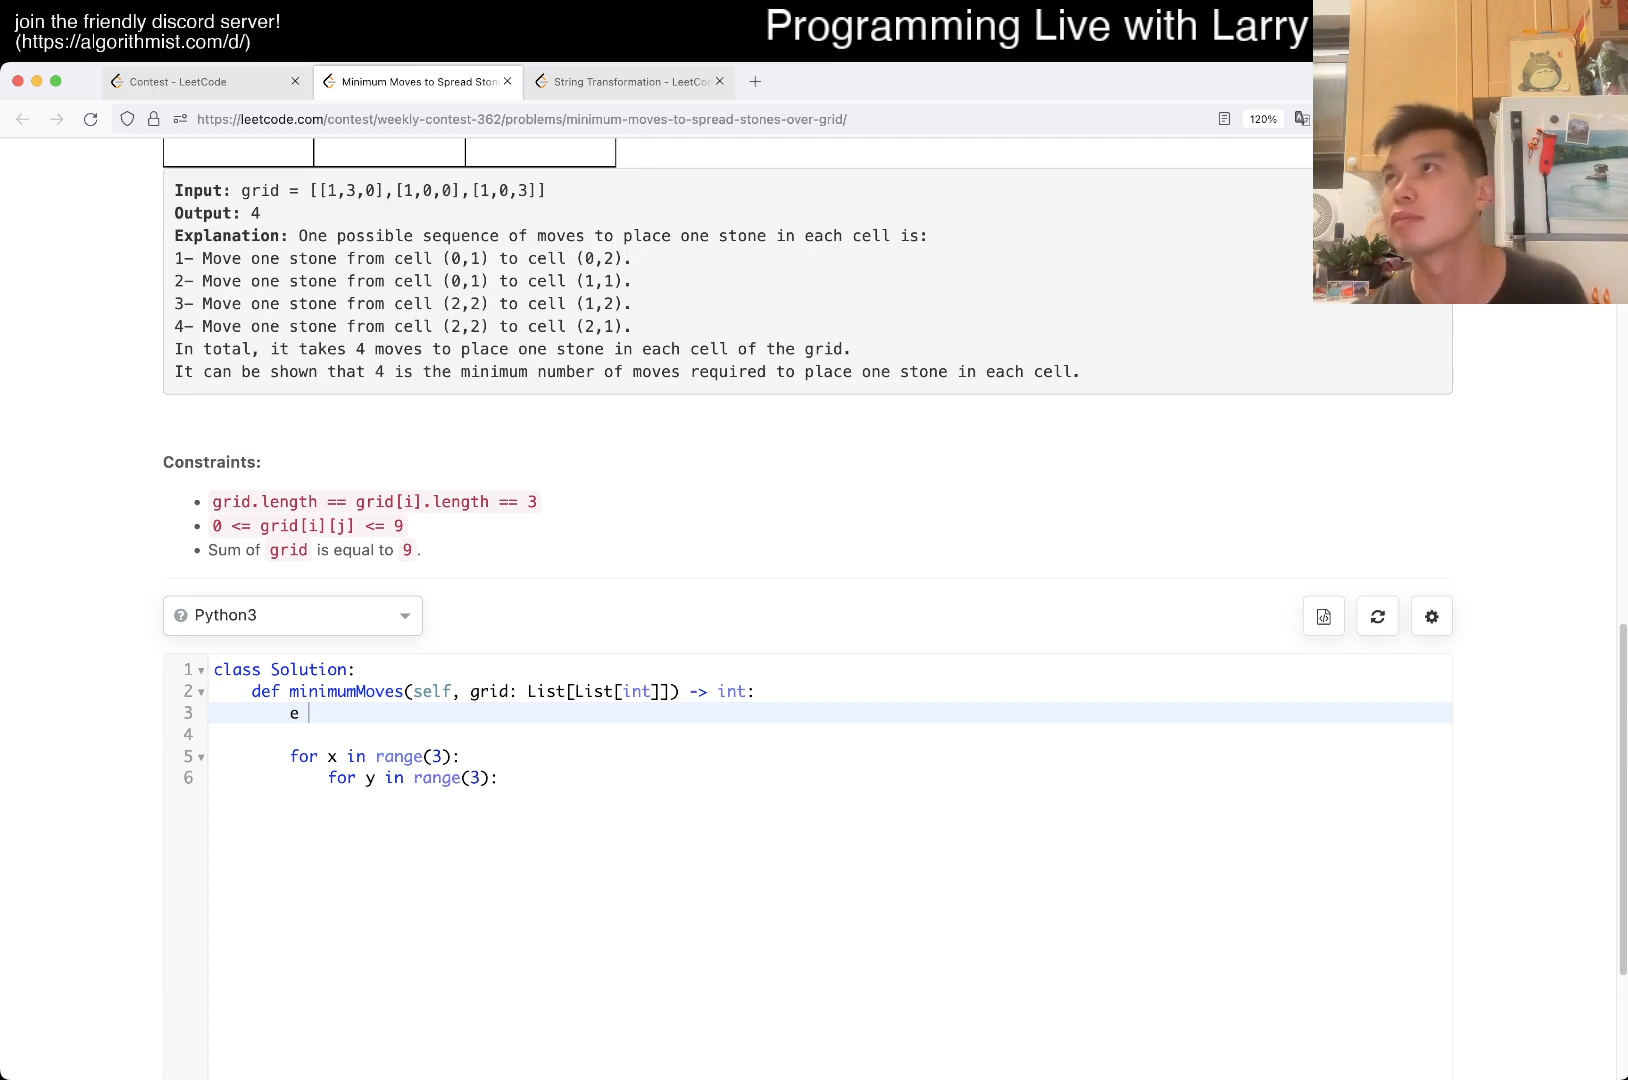 join the friendly discord server!
(https://algorithmist.com/d/)
Programming Live with Larry
Contest - LeetCode
Minimum Moves to Spread Ston
String Transformation - LeetCo
https://leetcode.com/contest/weekly-contest-362/problems/minimum-moves-to-spread-stones-over-grid/
120%
Input: grid = [[1,3,0],[1,0,0],[1,0,3]]
Output: 4
Explanation: One possible sequence of moves to place one stone in each cell is:
1- Move one stone from cell (0,1) to cell (0,2).
2- Move one stone from cell (0,1) to cell (1,1).
3- Move one stone from cell (2,2) to cell (1,2).
4- Move one stone from cell (2,2) to cell (2,1).
In total, it takes 4 moves to place one stone in each cell of the grid.
It can be shown that 4 is the minimum number of moves required to place one stone in each cell.
Constraints:
• grid.length == grid[i].length == 3
• 0 <= grid[i][j] <= 9
• Sum of grid is equal to 9.
Python3
1 class Solution:
2 def minimumMoves(self, grid: List[List[int]]) -> int:
3 e
4
5 for x in range(3):
6 for y in range(3):